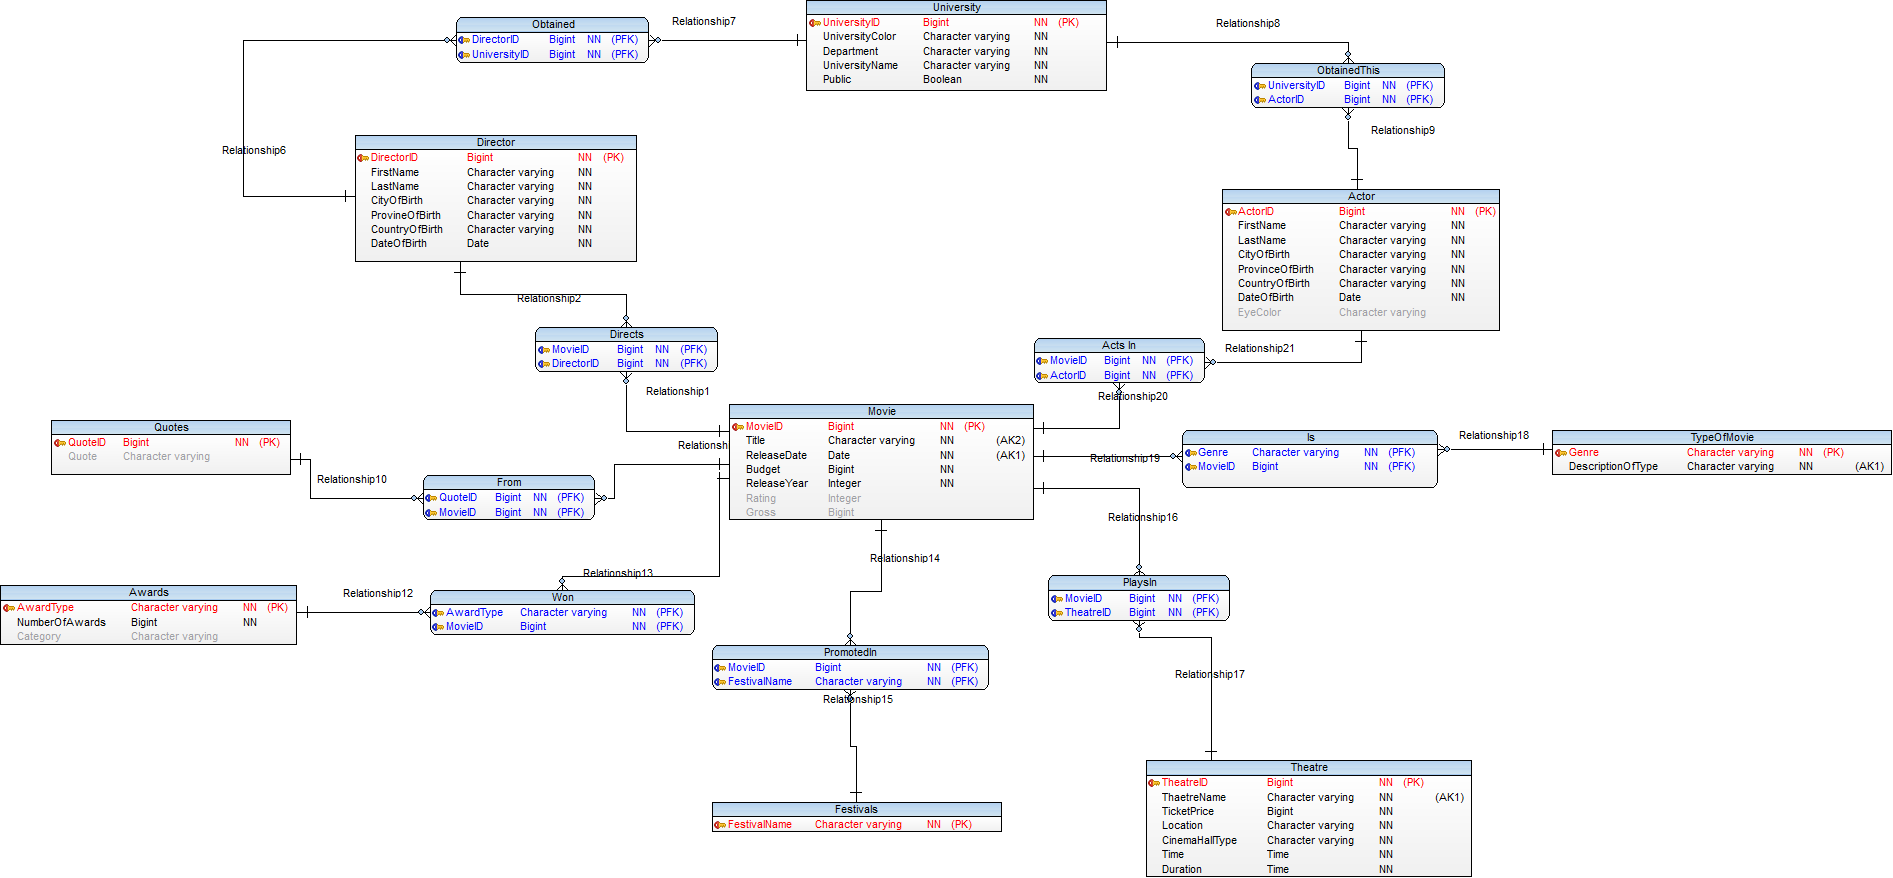 University
UniversityID Bigint NN (PK)
UniversityColor Character varying NN
Department Character varying NN
UniversityName Character varying NN
Public Boolean NN
Relationship7
Relationship8
Obtained
DirectorID Bigint NN (PFK)
UniversityID Bigint NN (PFK)
ObtainedThis
UniversityID Bigint NN (PFK)
ActorID Bigint NN (PFK)
Relationship9
Relationship6
Director
DirectorID Bigint NN (PK)
FirstName Character varying NN
LastName Character varying NN
CityOfBirth Character varying NN
ProvineOfBirth Character varying NN
CountryOfBirth Character varying NN
DateOfBirth Date NN
Actor
ActorID Bigint NN (PK)
FirstName Character varying NN
LastName Character varying NN
CityOfBirth Character varying NN
ProvinceOfBirth Character varying NN
CountryOfBirth Character varying NN
DateOfBirth Date NN
EyeColor Character varying
Relationship2
Directs
MovieID Bigint NN (PFK)
DirectorID Bigint NN (PFK)
Relationship1
Acts In
MovieID Bigint NN (PFK)
ActorID Bigint NN (PFK)
Relationship21
Relationship20
Movie
MovieID Bigint NN (PK)
Title Character varying NN (AK2)
ReleaseDate Date NN (AK1)
Budget Bigint NN
ReleaseYear Integer NN
Rating Integer
Gross Bigint
Quotes
QuoteID Bigint NN (PK)
Quote Character varying
Relationship10
Relationsh
From
QuoteID Bigint NN (PFK)
MovieID Bigint NN (PFK)
Relationship19
Is
Genre Character varying NN (PFK)
MovieID Bigint NN (PFK)
Relationship18
TypeOfMovie
Genre Character varying NN (PK)
DescriptionOfType Character varying NN (AK1)
Relationship16
Relationship14
Relationship13
Relationship12
Awards
AwardType Character varying NN (PK)
NumberOfAwards Bigint NN
Category Character varying
Won
AwardType Character varying NN (PFK)
MovieID Bigint NN (PFK)
PlaysIn
MovieID Bigint NN (PFK)
TheatreID Bigint NN (PFK)
PromotedIn
MovieID Bigint NN (PFK)
FestivalName Character varying NN (PFK)
Relationship15
Relationship17
Festivals
FestivalName Character varying NN (PK)
Theatre
TheatreID Bigint NN (PK)
ThaetreName Character varying NN (AK1)
TicketPrice Bigint NN
Location Character varying NN
CinemaHallType Character varying NN
Time Time NN
Duration Time NN